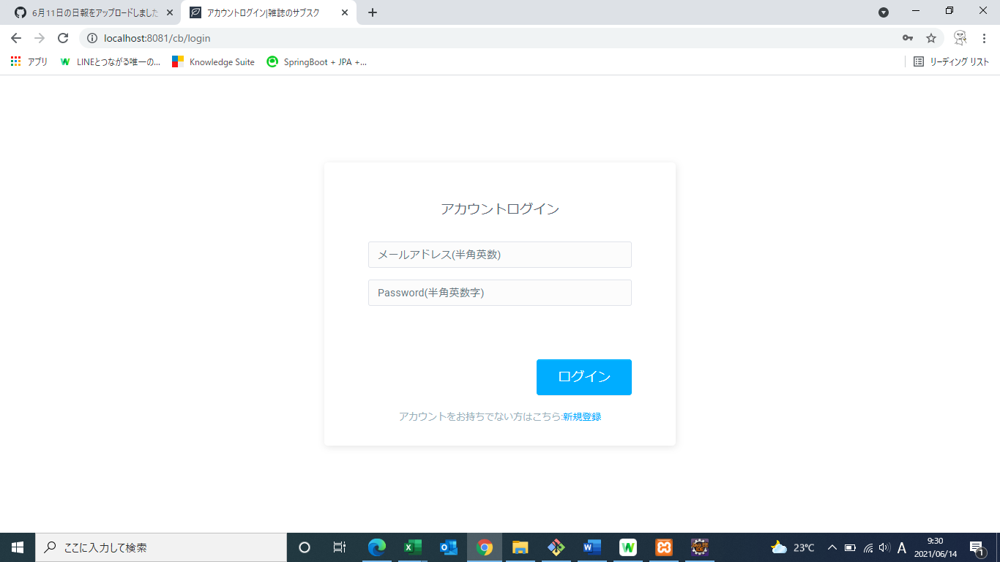 6月11日の日報をアップロードしました
アカウントログイン|雑誌のサブスク
localhost:8081/cb/login
アプリ
LINEとつながる唯一の...
Knowledge Suite
SpringBoot + JPA +...
リーディング リスト
アカウントログイン
メールアドレス(半角英数)
Password(半角英数字)
ログイン
アカウントをお持ちでない方はこちら:新規登録
ここに入力して検索
23℃
A
9:30
2021/06/14
1